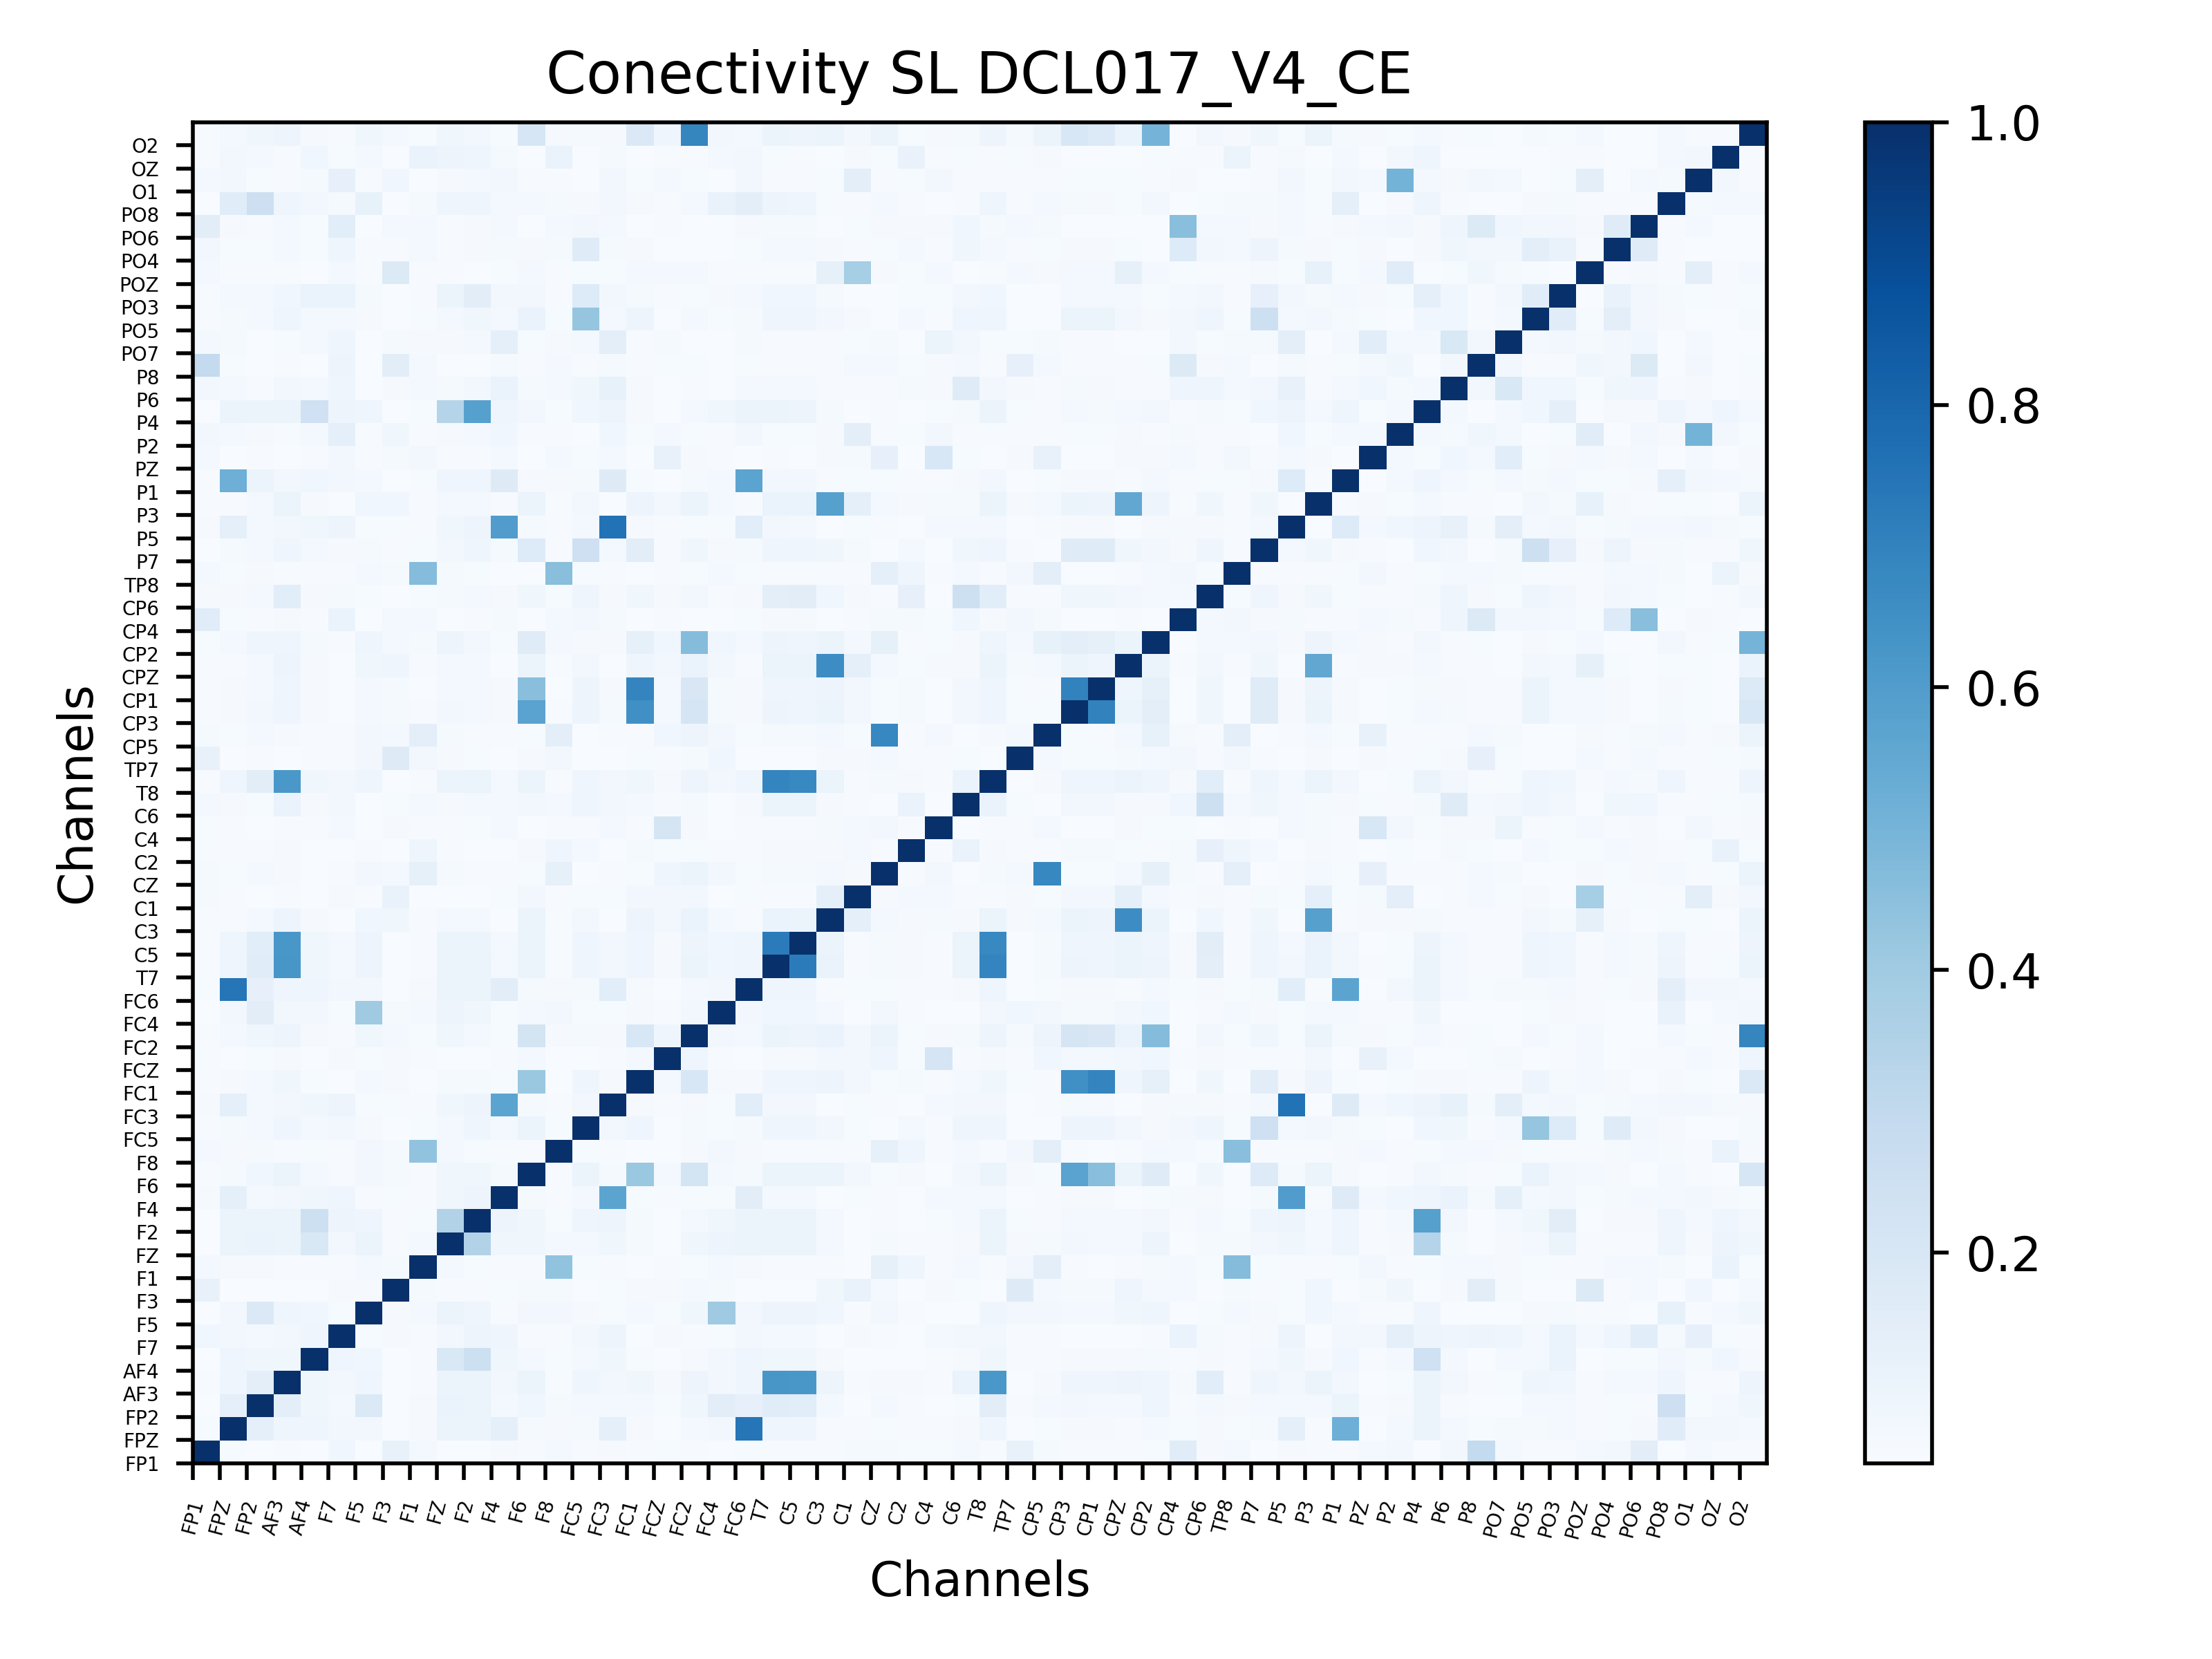 Conectivity SL DCL017_V4_CE
1.0
0.8
0.6
0.4
0.2
Channels
O2
OZ
O1
PO8
PO6
PO4
POZ
PO3
PO5
PO7
P8
P6
P4
P2
PZ
P1
P3
P5
P7
TP8
CP6
CP4
CP2
CPZ
CP1
CP3
CP5
TP7
T8
C6
C4
C2
CZ
C1
C3
C5
T7
FC6
FC4
FC2
FCZ
FC1
FC3
FC5
F8
F6
F4
F2
FZ
F1
F3
F5
F7
AF4
AF3
FP2
FPZ
FP1
FP1 FPZ FP2 AF3 AF4 F7 F5 F3 F1 FZ F2 F4 F6 F8 FC5 FC3 FC1 FCZ FC2 FC4 FC6 T7 C5 C3 C1 CZ C2 C4 C6 T8 TP7 CP5 CP3 CP1 CPZ CP2 CP4 CP6 TP8 P7 P5 P3 P1 PZ P2 P4 P6 P8 PO7 PO5 PO3 POZ PO4 PO6 PO8 O1 OZ O2
Channels